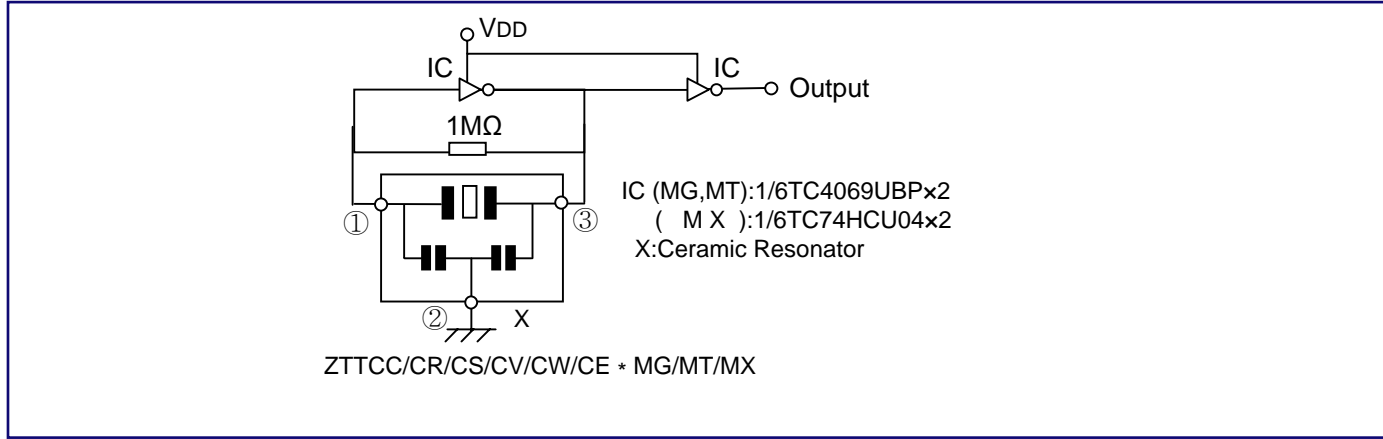 VDD
IC
IC
Output
1MΩ
IC (MG,MT):1/6TC4069UBP×2
( M X ):1/6TC74HCU04×2
X:Ceramic Resonator
①
③
②
X
ZTTCC/CR/CS/CV/CW/CE * MG/MT/MX